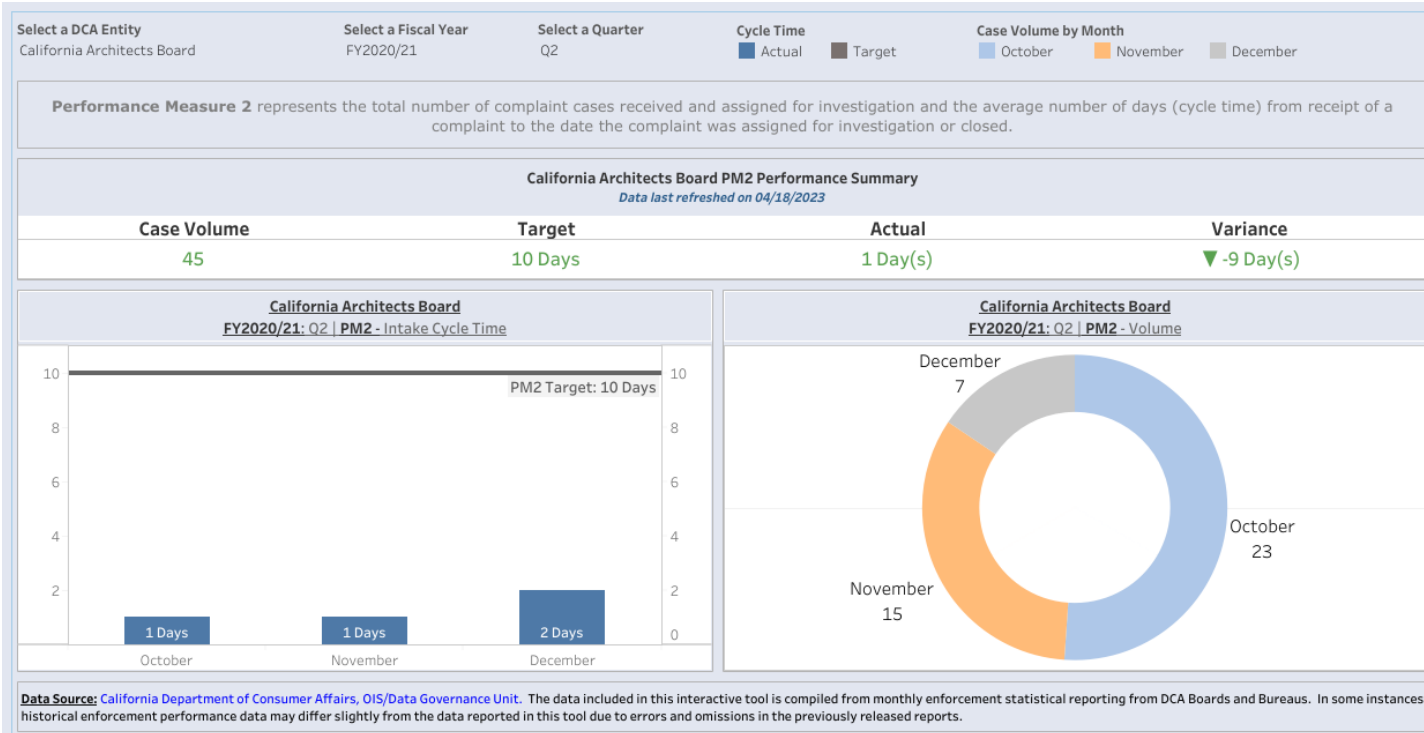 Select a DCA Entity
California Architects Board
Select a Fiscal Year
FY2020/21
Select a Quarter
Q2
Cycle Time
Actual
Target
Case Volume by Month
October
November
December
Performance Measure 2 represents the total number of complaint cases received and assigned for investigation and the average number of days (cycle time) from receipt of a
complaint to the date the complaint was assigned for investigation or closed.
California Architects Board PM2 Performance Summary
Data last refreshed on 04/18/2023
Case Volume Target Actual Variance
45 10 Days 1 Day(s) ▼ -9 Day(s)
California Architects Board
FY2020/21: Q2 | PM2 - Intake Cycle Time
10
8
6
4
2
PM2 Target: 10 Days
10
8
6
4
2
0
1 Days
1 Days
2 Days
October
November
December
California Architects Board
FY2020/21: Q2 | PM2 - Volume
December
7
October
23
November
15
Data Source: California Department of Consumer Affairs, OIS/Data Governance Unit. The data included in this interactive tool is compiled from monthly enforcement statistical reporting from DCA Boards and Bureaus. In some instances
historical enforcement performance data may differ slightly from the data reported in this tool due to errors and omissions in the previously released reports.